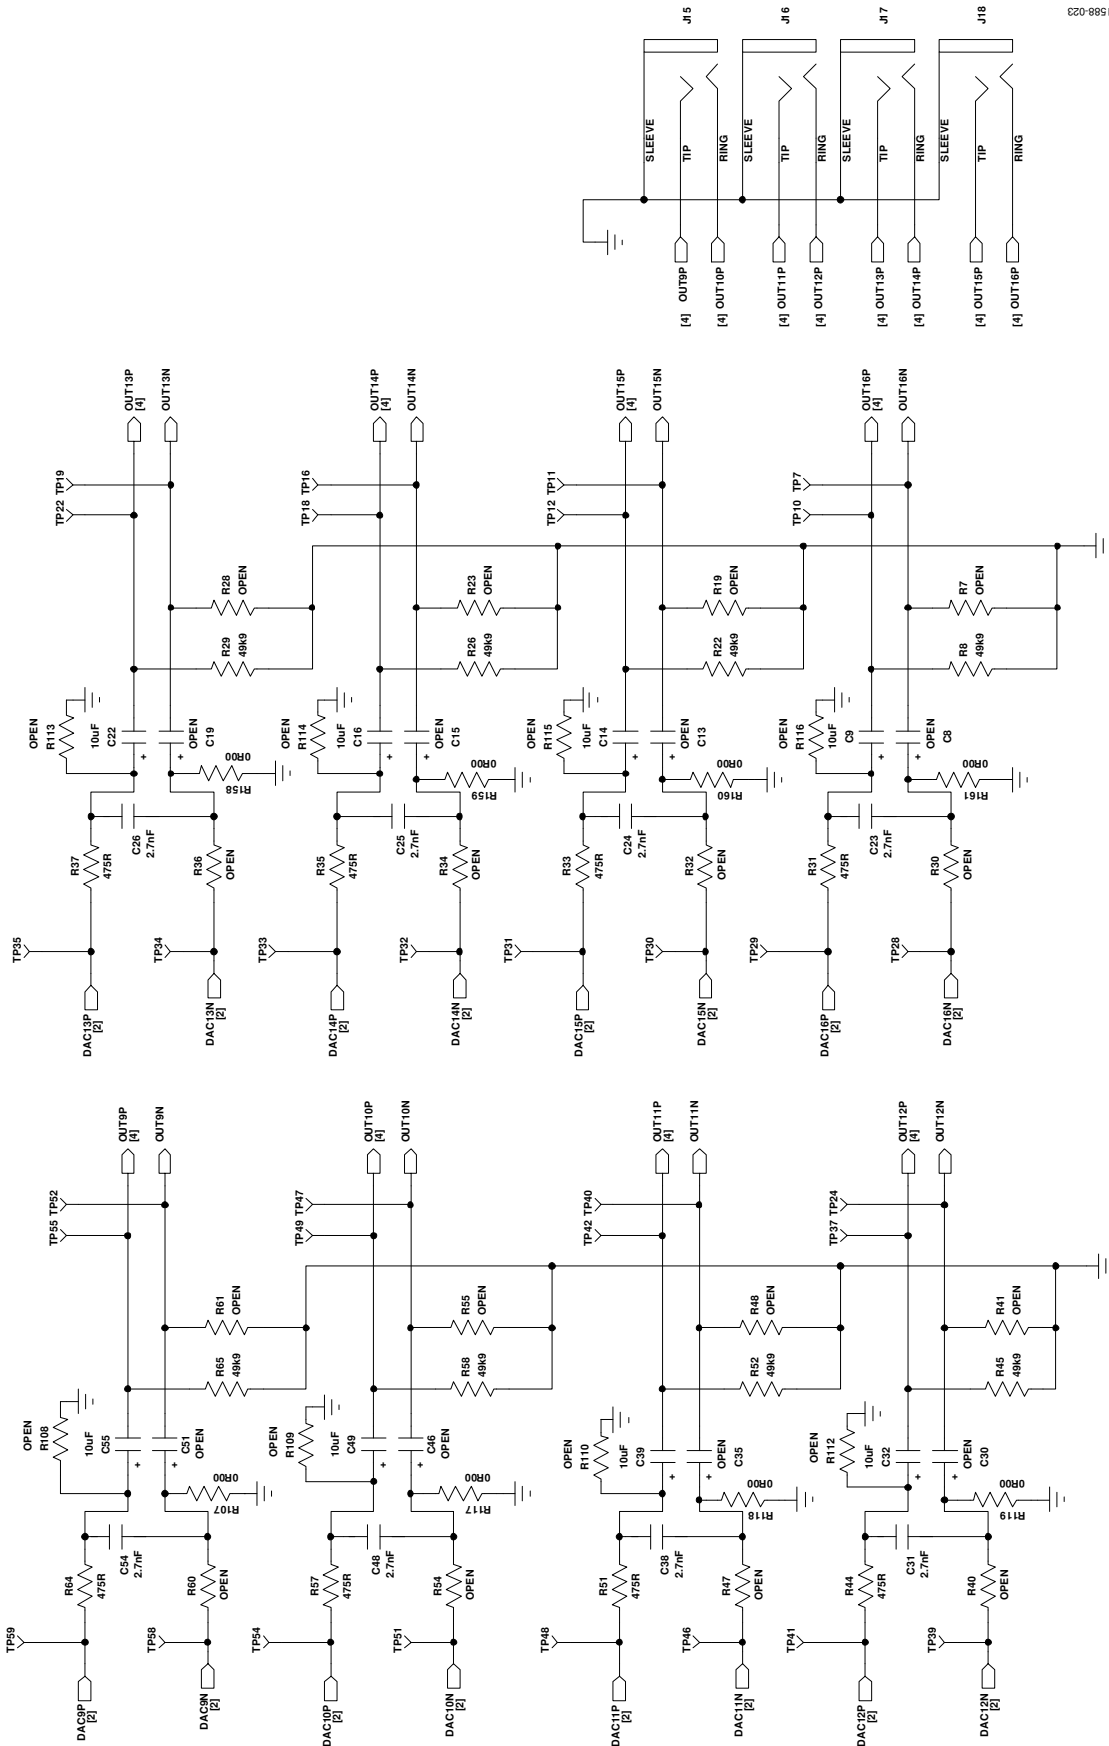 J15
J16
J17
J18
SLEEVE
TIP
RING
SLEEVE
TIP
RING
SLEEVE
TIP
RING
SLEEVE
TIP
RING
[4] OUT9P
[4] OUT10P
[4] OUT11P
[4] OUT12P
[4] OUT13P
[4] OUT14P
[4] OUT15P
[4] OUT16P
OUT13P
[4]
OUT13N
TP19
TP22
R28
OPEN
R29
49k9
OPEN
R113
10uF
C22
OPEN
C19
0R00
R158
C26
2.7nF
R37
475R
R36
OPEN
TP35
TP34
DAC13P
[2]
DAC13N
[2]
OUT14P
[4]
OUT14N
TP16
TP18
R23
OPEN
R26
49k9
OPEN
R114
10uF
C16
OPEN
C15
0R00
R159
C25
2.7nF
R35
475R
R34
OPEN
TP33
TP32
DAC14P
[2]
DAC14N
[2]
OUT15P
[4]
OUT15N
TP11
TP12
R19
OPEN
R22
49k9
OPEN
R115
10uF
C14
OPEN
C13
0R00
R160
C24
2.7nF
R33
475R
R32
OPEN
TP31
TP30
DAC15P
[2]
DAC15N
[2]
OUT16P
[4]
OUT16N
TP7
TP10
R7
OPEN
R8
49k9
OPEN
R116
10uF
C9
OPEN
C8
0R00
R161
C23
2.7nF
R31
475R
R30
OPEN
TP29
TP28
DAC16P
[2]
DAC16N
[2]
OUT9P
[4]
OUT9N
TP52
TP55
R61
OPEN
R65
49k9
OPEN
R108
10uF
C55
C51
OPEN
0R00
R107
C54
2.7nF
R64
475R
R60
OPEN
TP59
TP58
DAC9P
[2]
DAC9N
[2]
OUT10P
[4]
OUT10N
TP47
TP49
R55
OPEN
R58
49k9
OPEN
R109
10uF
C49
C46
OPEN
0R00
R117
C48
2.7nF
R57
475R
R54
OPEN
TP54
TP51
DAC10P
[2]
DAC10N
[2]
OUT11P
[4]
OUT11N
TP40
TP42
R48
OPEN
R52
49k9
OPEN
R110
10uF
C39
OPEN
C35
0R00
R118
C38
2.7nF
R51
475R
R47
OPEN
TP48
TP46
DAC11P
[2]
DAC11N
[2]
OUT12P
[4]
OUT12N
TP24
TP37
R41
OPEN
R45
49k9
OPEN
R112
10uF
C32
OPEN
C30
0R00
R119
C31
2.7nF
R44
475R
R40
OPEN
TP41
TP39
DAC12P
[2]
DAC12N
[2]